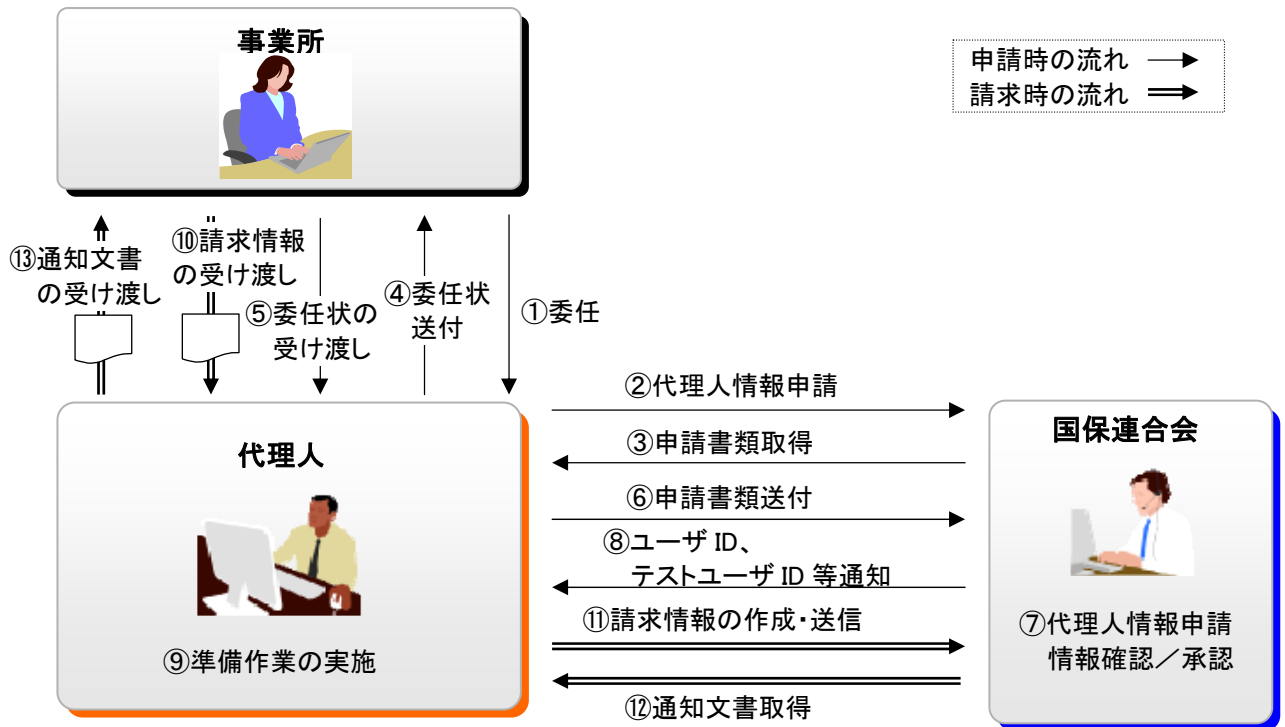 事業所
申請時の流れ
請求時の流れ
⑬通知文書
の受け渡し
⑩請求情報
の受け渡し
⑤委任状の
受け渡し
④委任状
送付
①委任
②代理人情報申請
③申請書類取得
⑥申請書類送付
⑧ユーザ ID、
テストユーザ ID 等通知
⑪請求情報の作成・送信
⑫通知文書取得
代理人
⑨準備作業の実施
国保連合会
⑦代理人情報申請
情報確認／承認